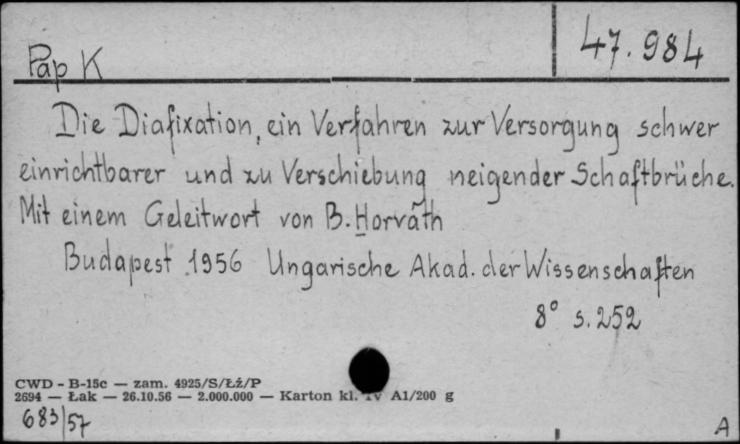 47.984
Pap K
Die Diafixation, ein Verfahren zur Versorgung schwer
einrichtbarer und zu Verschiebung neigender Schaftbrüche.
Mit einem Geleitwort von B. Horváth
Budapest 1956 Ungarische Akad. der Wissenschaften
8° s. 252
CWD - B-15c — zam. 4925/S/Łż/P
2694 — Łak — 26.10.56 — 2.000.000 — Karton kl. IV A1/200 g
683/57
A